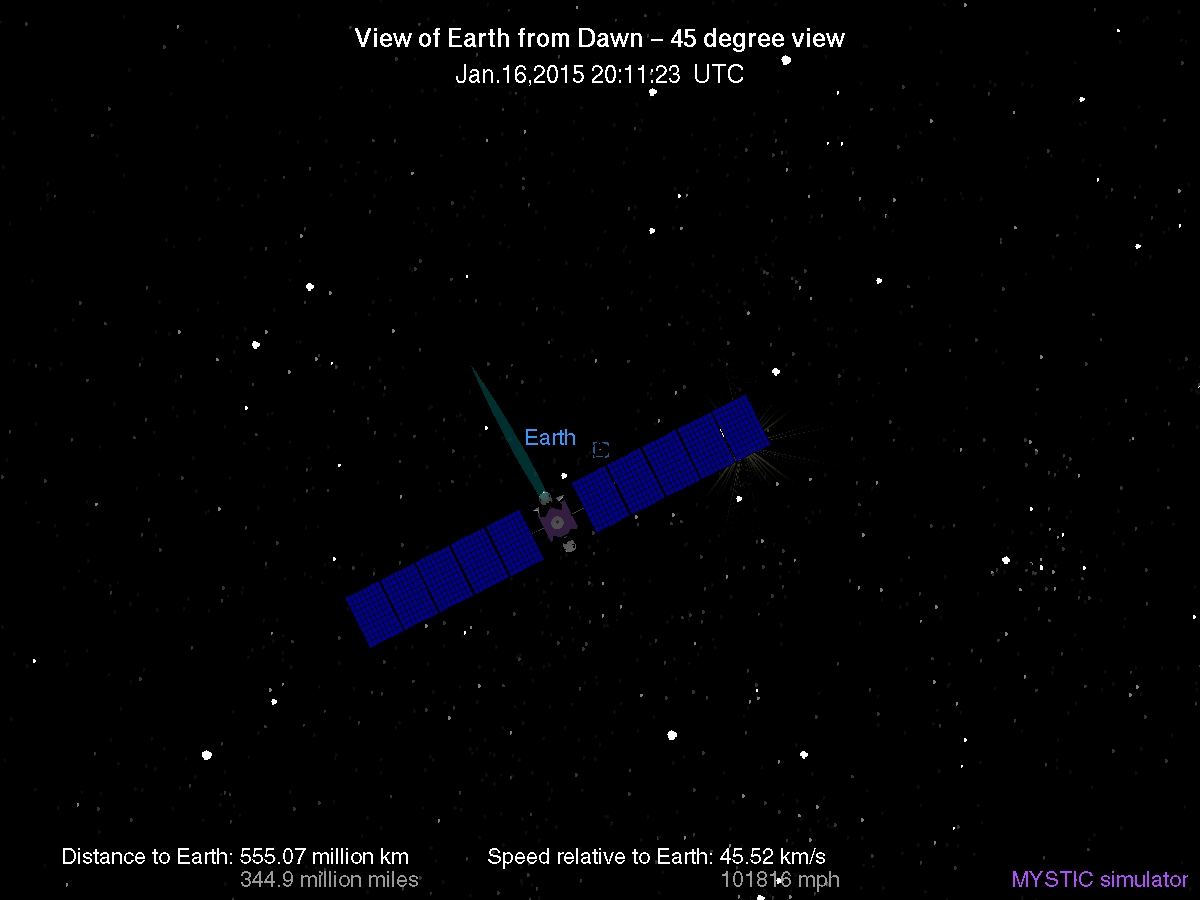 View of Earth from Dawn – 45 degree view
Jan.16,2015 20:11:23 UTC
Earth
Distance to Earth: 555.07 million km
344.9 million miles
Speed relative to Earth: 45.52 km/s
101816 mph
MYSTIC simulator